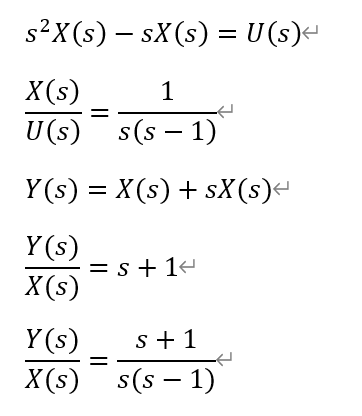 s²X(s) − sX(s) = U(s)↵
X(s)/U(s) = 1/(s(s − 1))↵
Y(s) = X(s) + sX(s)↵
Y(s)/X(s) = s + 1↵
Y(s)/X(s) = (s + 1)/(s(s − 1))↵